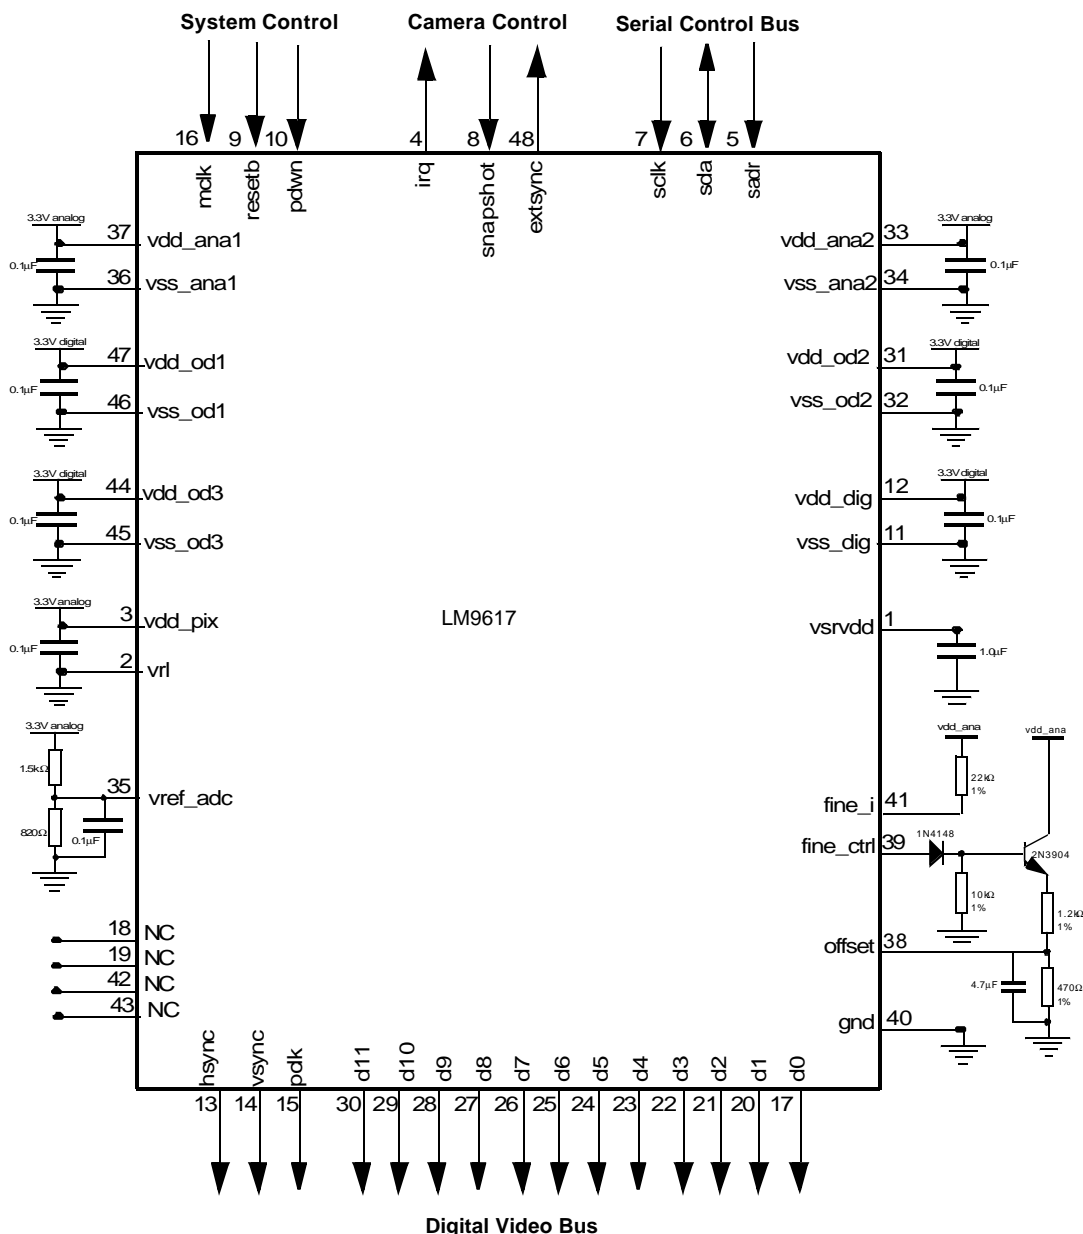 System Control
Camera Control
Serial Control Bus
16 9 10 4 8 48 7 6 5
mclk resetb pdwn irq snapshot extsync sclk sda sadr
3.3V analog
37 vdd_ana1
0.1µF
36 vss_ana1
3.3V digital
47 vdd_od1
0.1µF
46 vss_od1
3.3V digital
44 vdd_od3
0.1µF
45 vss_od3
3.3V analog
3 vdd_pix
0.1µF
2 vrl
3.3V analog
1.5kΩ
35 vref_adc
820Ω
0.1µF
18 NC
19 NC
42 NC
43 NC
LM9617
3.3V analog
vdd_ana2 33
0.1µF
vss_ana2 34
3.3V digital
vdd_od2 31
0.1µF
vss_od2 32
3.3V digital
vdd_dig 12
0.1µF
vss_dig 11
vsrvdd 1
1.0µF
vdd_ana
vdd_ana
22kΩ
1%
fine_i 41
fine_ctrl 39
1N4148
2N3904
10kΩ
1%
1.2kΩ
1%
offset 38
4.7µF
470Ω
1%
gnd 40
hsync vsync pclk d11 d10 d9 d8 d7 d6 d5 d4 d3 d2 d1 d0
13 14 15 30 29 28 27 26 25 24 23 22 21 20 17
Digital Video Bus